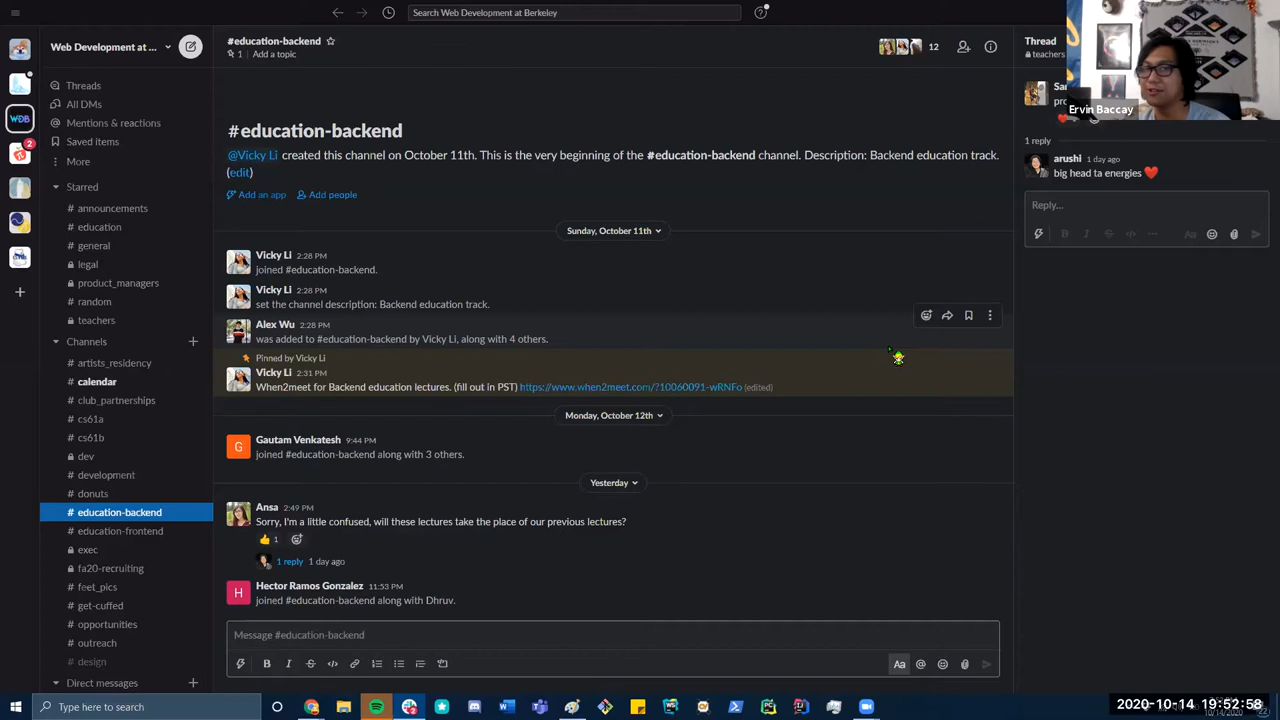 Search Web Development at Berkeley
Web Development at ...
Threads
All DMs
Mentions & reactions
Saved items
More
Starred
# announcements
# education
# general
legal
# product_managers
# random
# teachers
Channels
# artists_residency
# calendar
# club_partnerships
# cs61a
# cs61b
# dev
# development
# donuts
# education-backend
# education-frontend
exec
fa20-recruiting
# feet_pics
# get-cuffed
# opportunities
# outreach
design
Direct messages
WDB
2
#education-backend
1 | Add a topic
12
#education-backend
@Vicky Li created this channel on October 11th. This is the very beginning of the #education-backend channel. Description: Backend education track.
(edit)
Add an app Add people
Sunday, October 11th
Vicky Li 2:28 PM
joined #education-backend.
Vicky Li 2:28 PM
set the channel description: Backend education track.
Alex Wu 2:28 PM
was added to #education-backend by Vicky Li, along with 4 others.
Pinned by Vicky Li
Vicky Li 2:31 PM
When2meet for Backend education lectures. (fill out in PST) https://www.when2meet.com/?10060091-wRNFo (edited)
Monday, October 12th
G
Gautam Venkatesh 9:44 PM
joined #education-backend along with 3 others.
Yesterday
Ansa 2:49 PM
Sorry, I'm a little confused, will these lectures take the place of our previous lectures?
1
1 reply 1 day ago
H
Hector Ramos Gonzalez 11:53 PM
joined #education-backend along with Dhruv.
Message #education-backend
B I S
Aa
Thread
Ervin Baccay
1 reply
arushi 1 day ago
big head ta energies
Reply...
B I S
Aa
Type here to search
2020-10-14 19:52:58